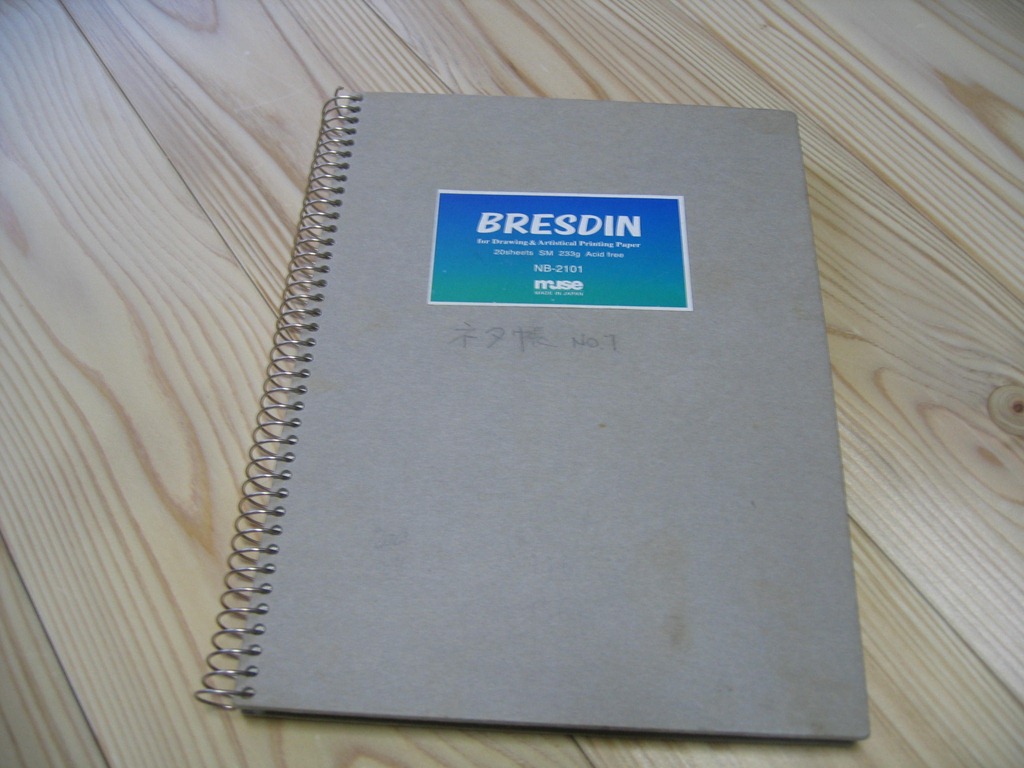 BRESDIN
for Drawing & Artistical Printing Paper
20sheets SM 233g Acid free
NB-2101
muse
MADE IN JAPAN
ネタ帳 NO.7